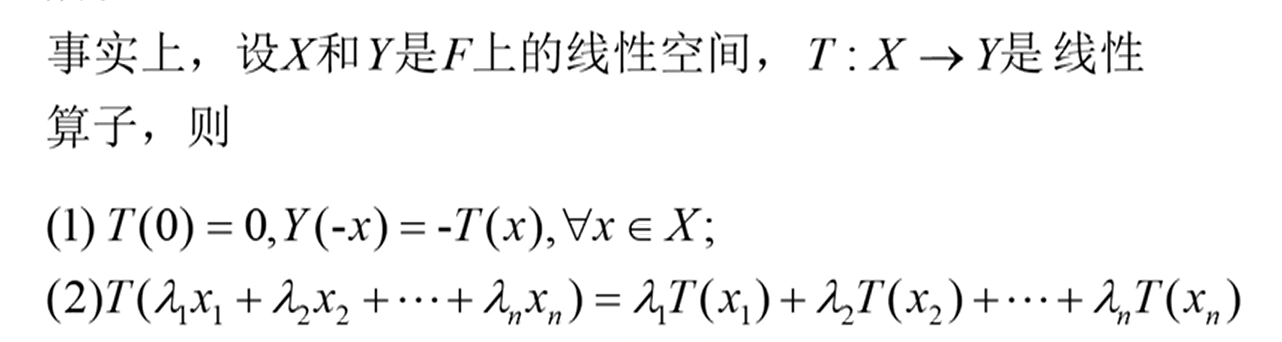 事实上，设X和Y是F上的线性空间，T : X → Y是 线性
算子，则
(1) T(0) = 0,Y(-x) = -T(x),∀x ∈ X;
(2)T(λ₁x₁ + λ₂x₂ + ⋯ + λₙxₙ) = λ₁T(x₁) + λ₂T(x₂) + ⋯ + λₙT(xₙ)